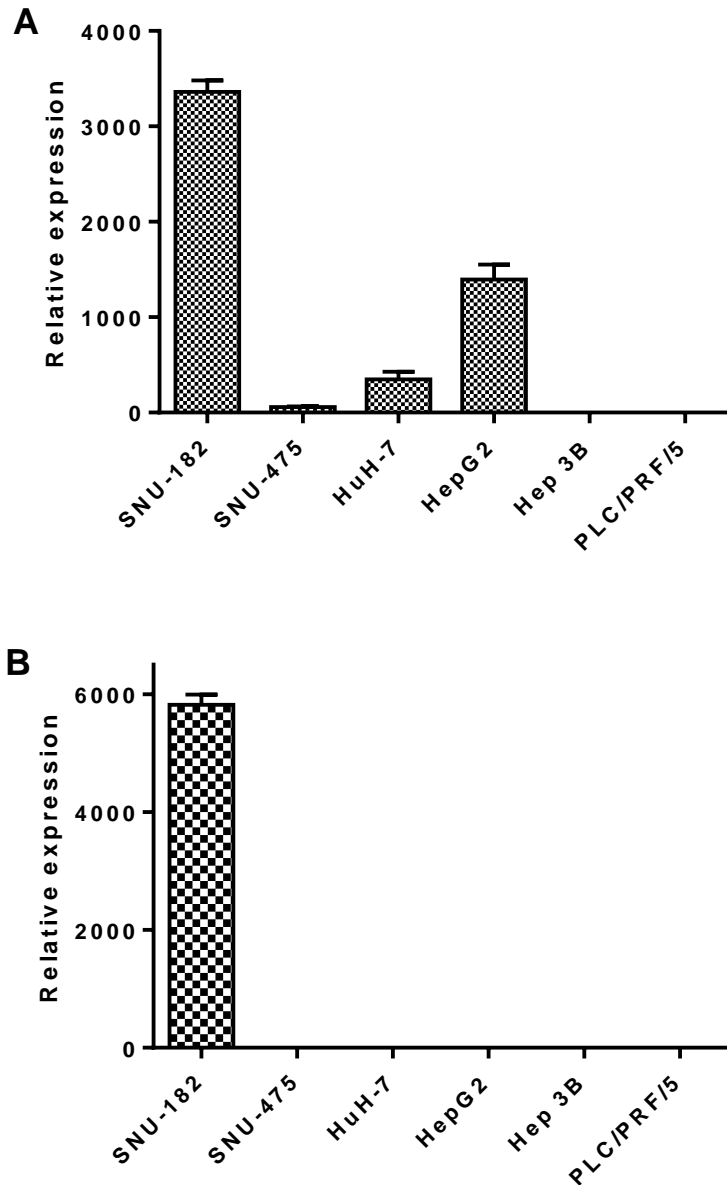 A
Relative expression
4000
3000
2000
1000
0
SNU-182
SNU-475
HuH-7
HepG2
Hep 3B
PLC/PRF/5
B
Relative expression
6000
4000
2000
0
SNU-182
SNU-475
HuH-7
HepG2
Hep 3B
PLC/PRF/5